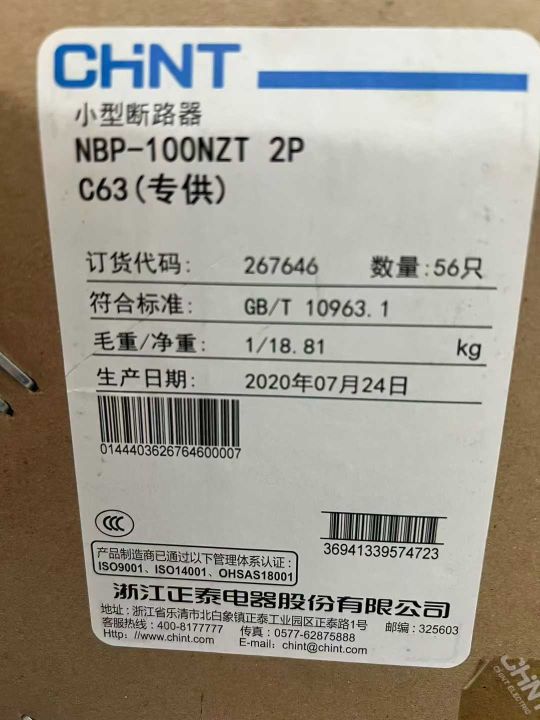 CHNT
小型断路器
NBP-100NZT 2P
C63(专供)
订货代码: 267646 数量:56只
符合标准: GB/T 10963.1
毛重/净重: 1/18.81 kg
生产日期: 2020年07月24日
0144403626764600007
CCC
36941339574723
产品制造商已通过以下管理体系认证:
ISO9001、ISO14001、OHSAS18001
浙江正泰电器股份有限公司
地址: 浙江省乐清市北白象镇正泰工业园区正泰路1号
客服热线: 400-8177777 传真: 0577-62875888 邮编: 325603
www.chint.com E-mail: chint@chint.com
CHNT
CHINT ELECTRIC